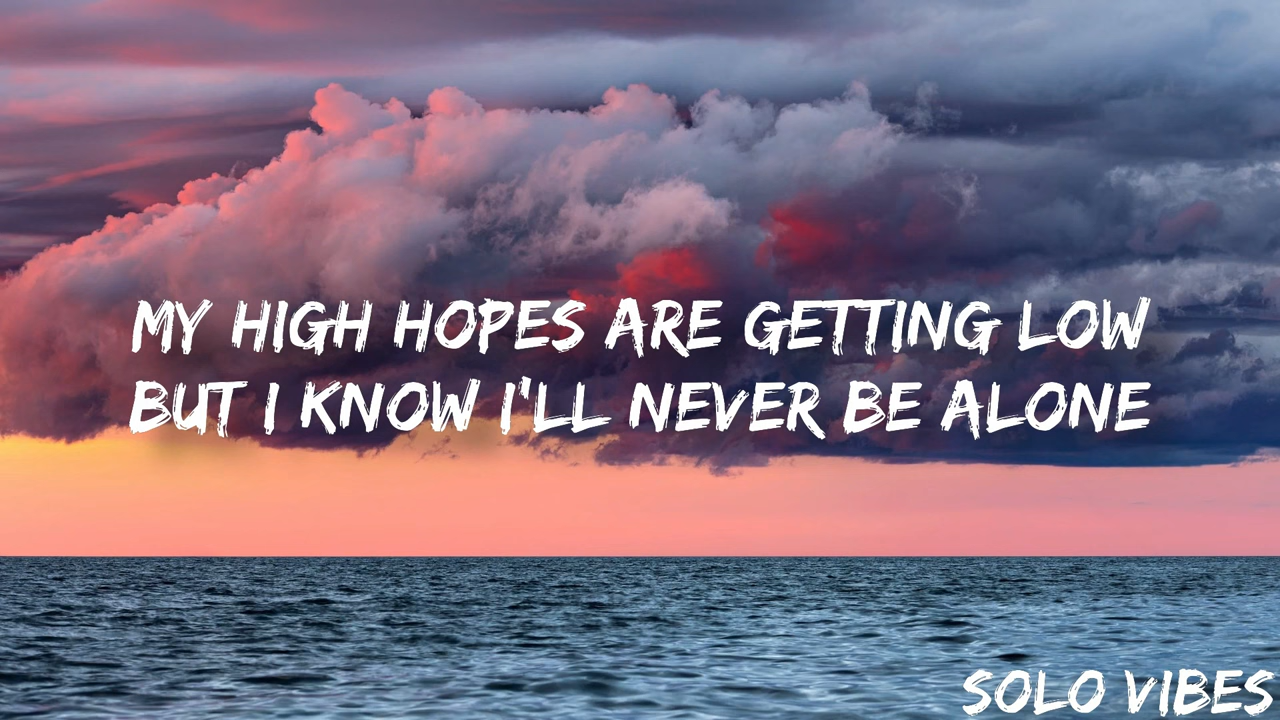 MY HIGH HOPES ARE GETTING LOW
BUT I KNOW I'LL NEVER BE ALONE
SOLO VIBES